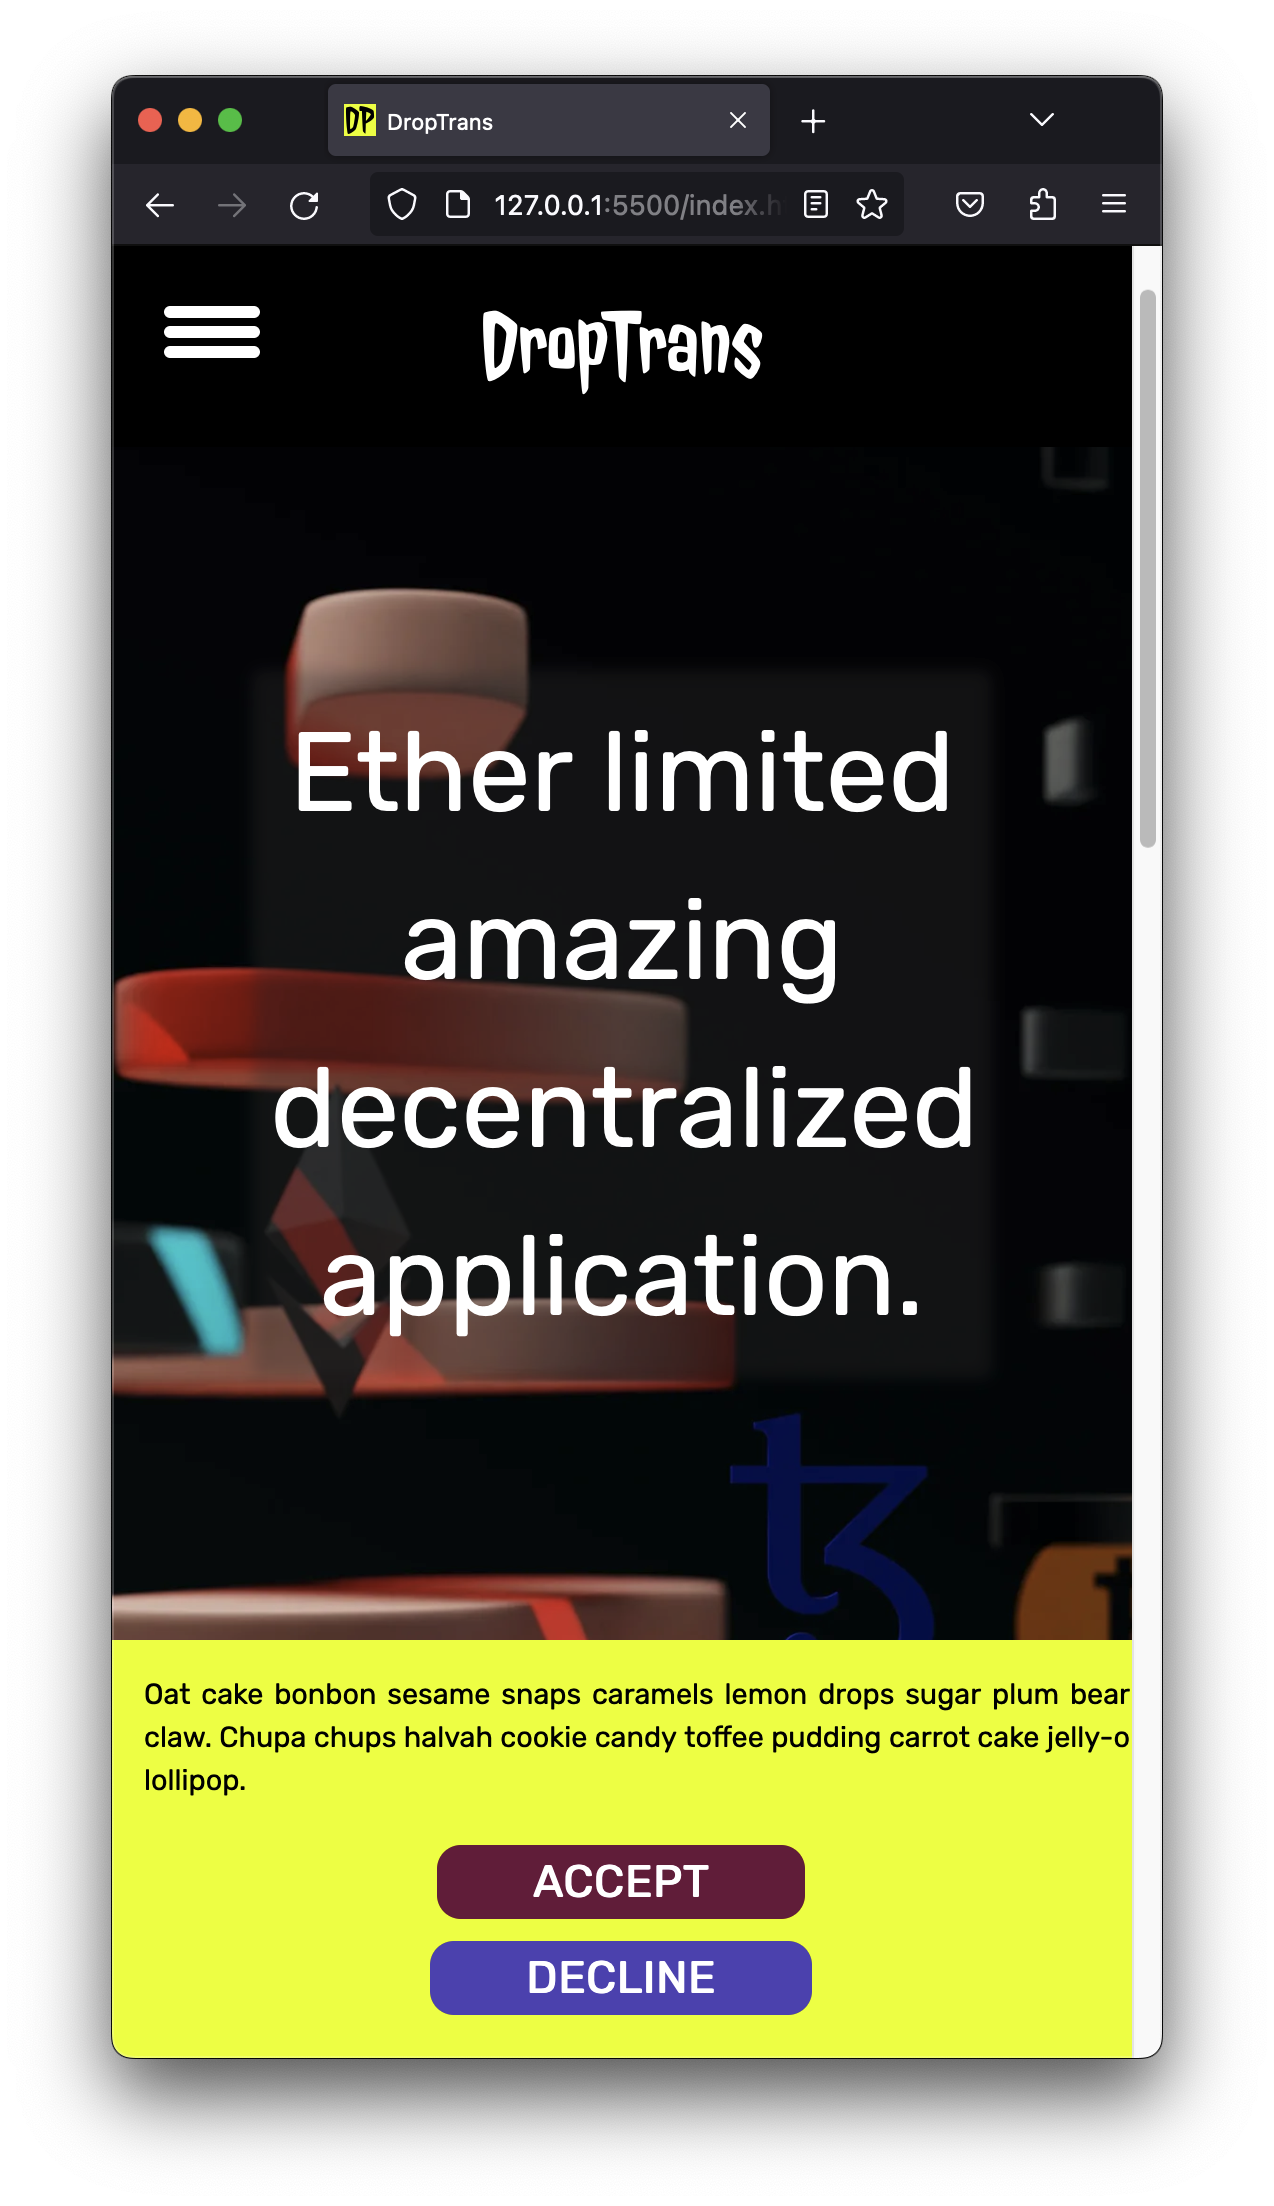 DP DropTrans
127.0.0.1:5500/index.h
DropTrans
Ether limited
amazing
decentralized
application.
Oat cake bonbon sesame snaps caramels lemon drops sugar plum bear
claw. Chupa chups halvah cookie candy toffee pudding carrot cake jelly-o
lollipop.
ACCEPT
DECLINE